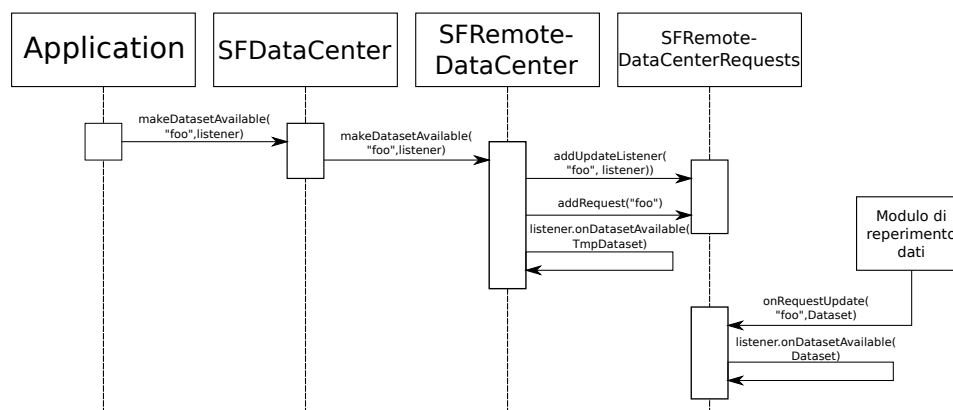 Application
SFDataCenter
SFRemote-
DataCenter
SFRemote-
DataCenterRequests
makeDatasetAvailable(
"foo",listener)
makeDatasetAvailable(
"foo",listener)
addUpdateListener(
"foo", listener))
addRequest("foo")
listener.onDatasetAvailable(
TmpDataset)
Modulo di
reperimento
dati
onRequestUpdate(
"foo",Dataset)
listener.onDatasetAvailable(
Dataset)